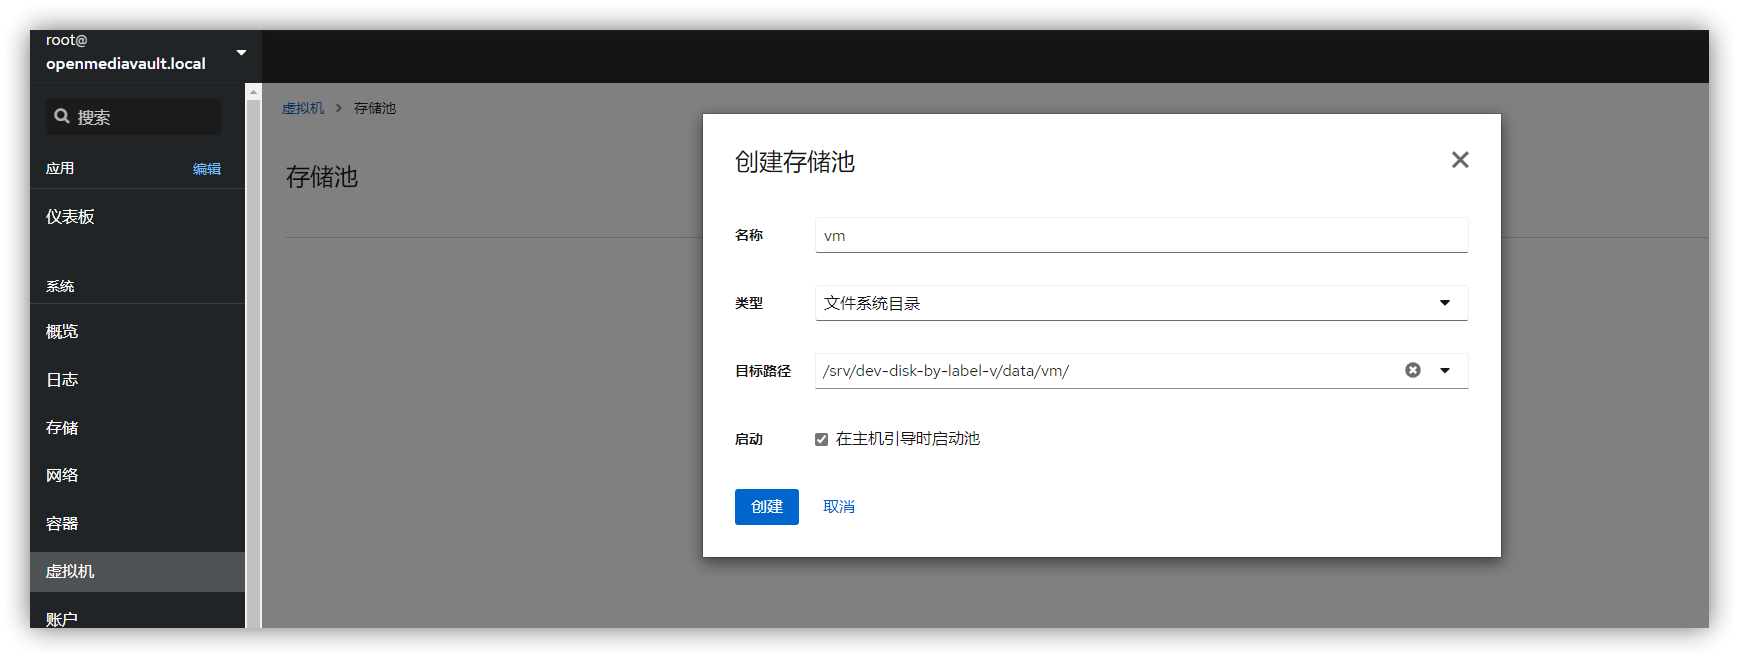 root@
openmediavault.local
搜索
应用 编辑
仪表板
系统
概览
日志
存储
网络
容器
虚拟机
账户
虚拟机 > 存储池
存储池
创建存储池
名称 vm
类型 文件系统目录
目标路径 /srv/dev-disk-by-label-v/data/vm/
启动 在主机引导时启动池
创建 取消